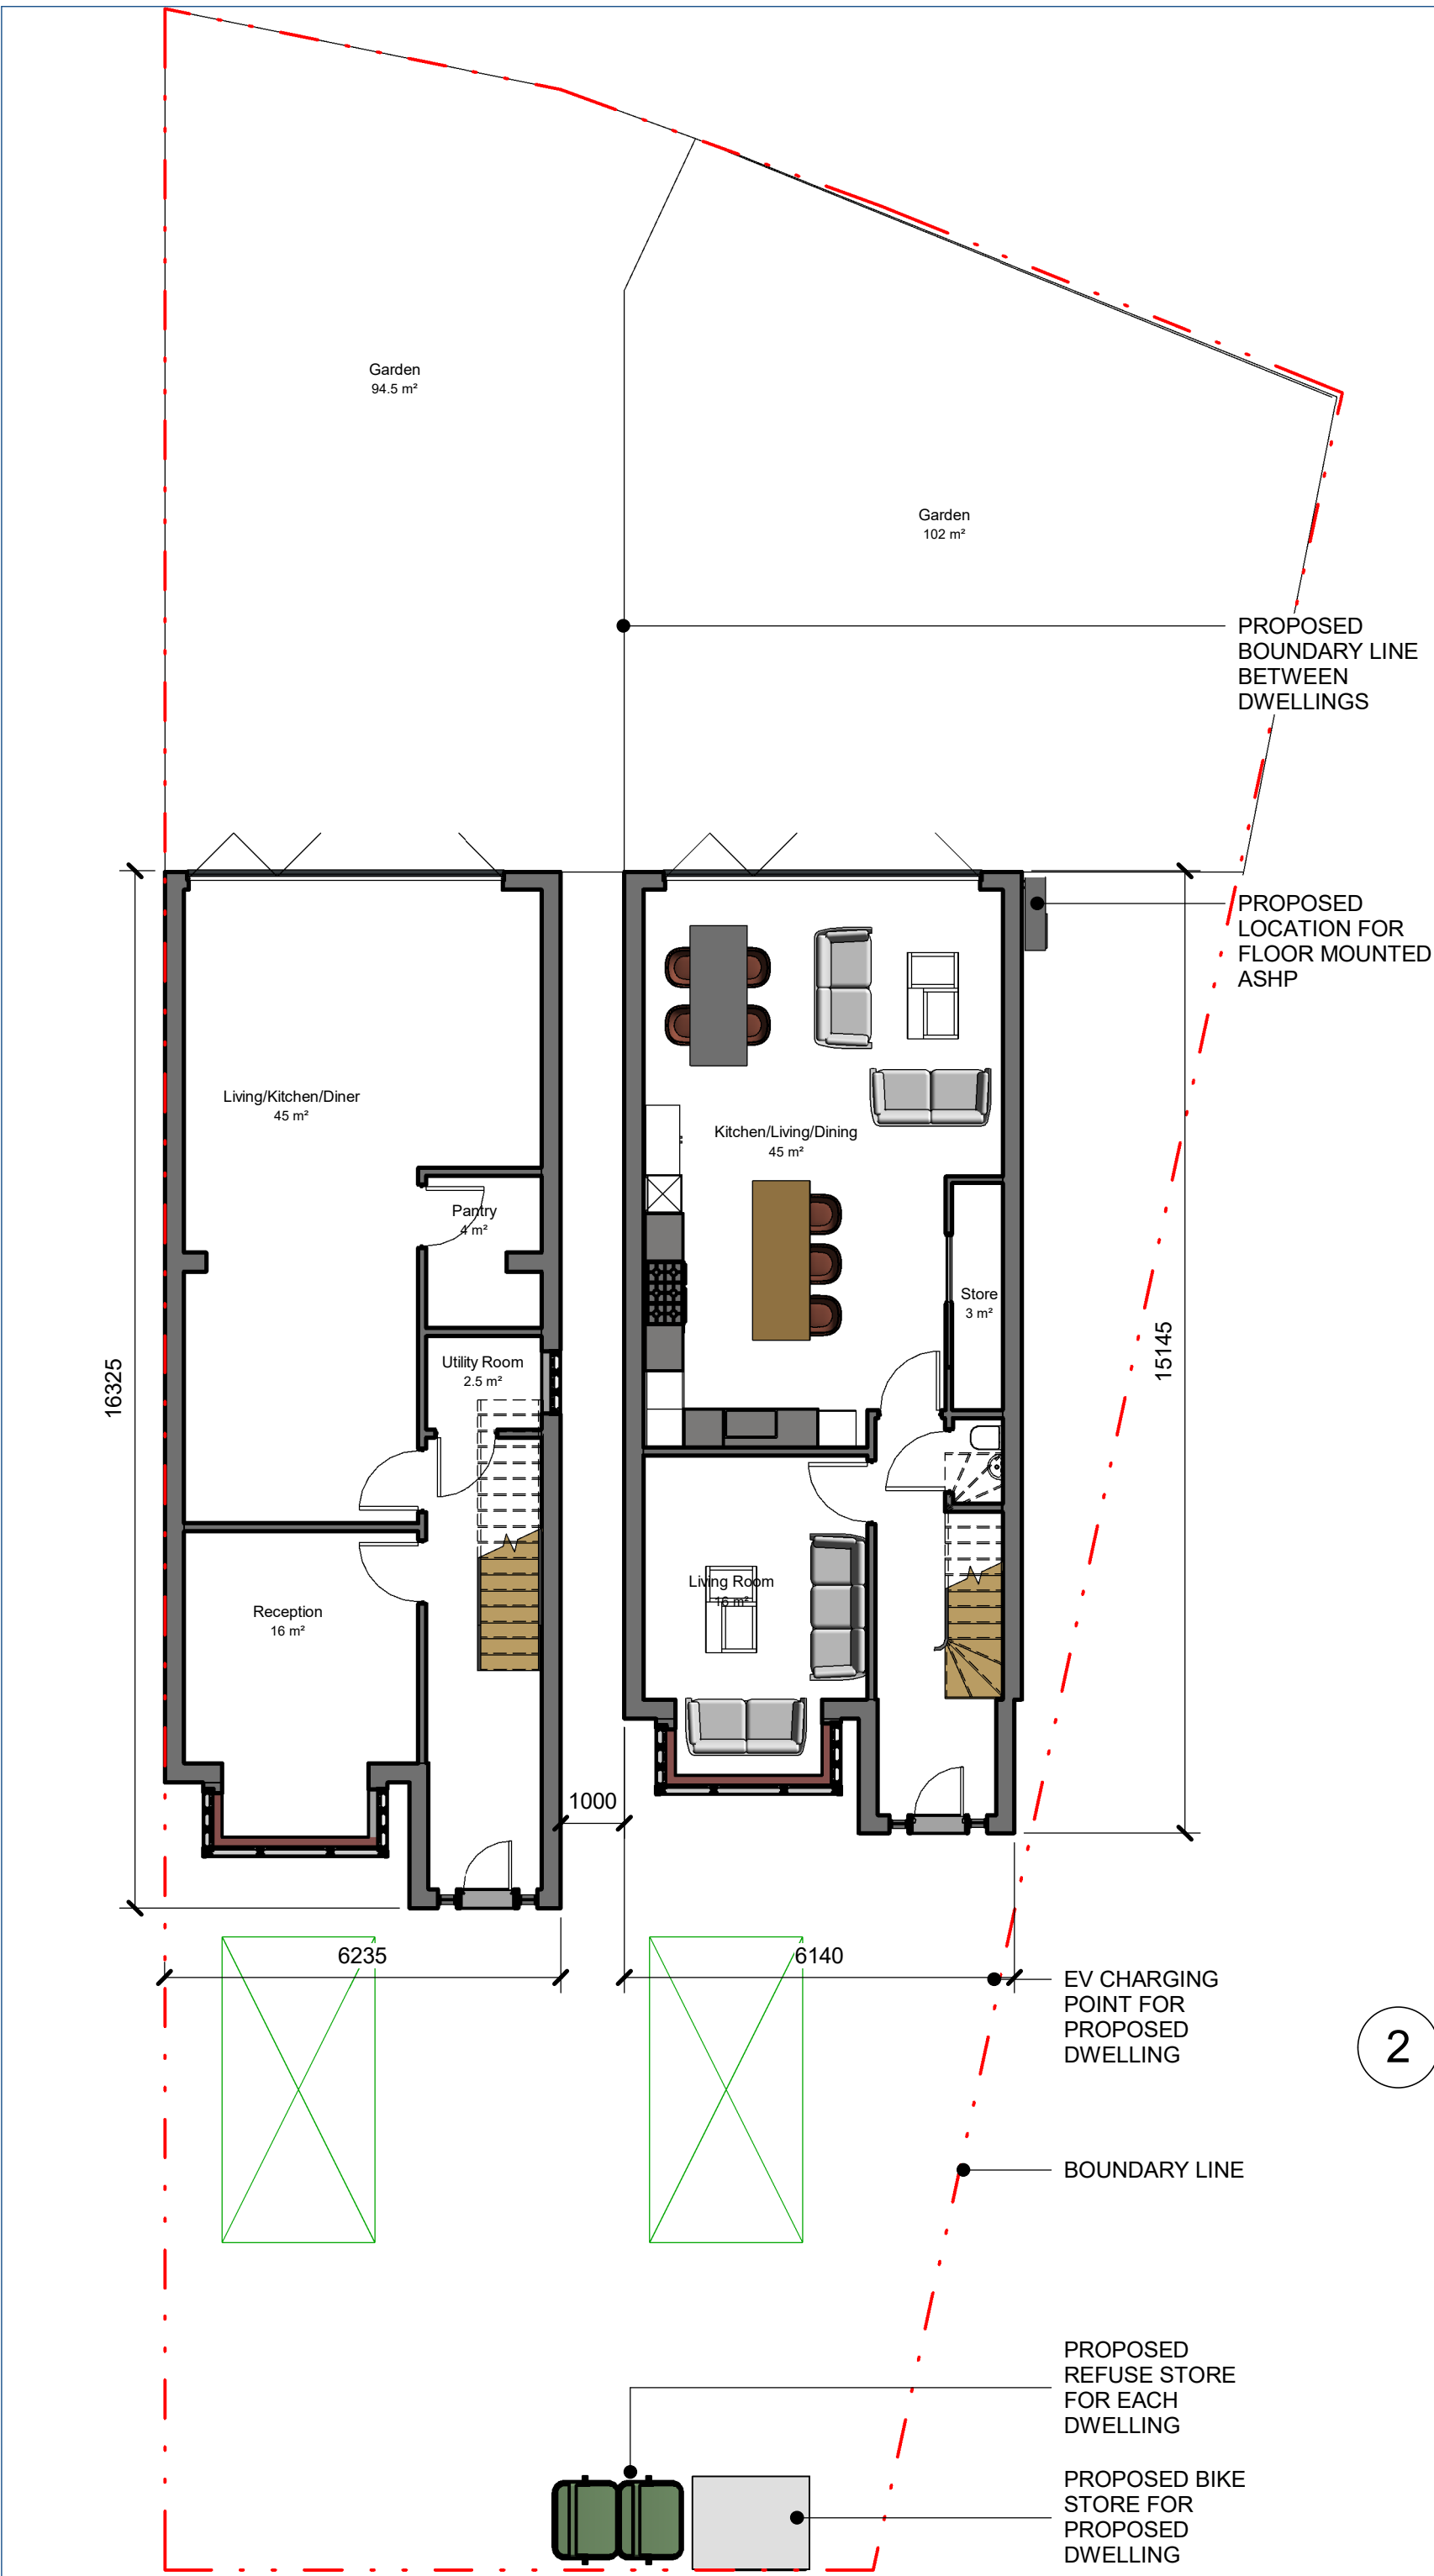 Garden
94.5 m²
Garden
102 m²
PROPOSED
BOUNDARY LINE
BETWEEN
DWELLINGS
PROPOSED
LOCATION FOR
FLOOR MOUNTED
ASHP
Living/Kitchen/Diner
45 m²
Kitchen/Living/Dining
45 m²
Pantry
4 m²
Store
3 m²
Utility Room
2.5 m²
16325
15145
Living Room
16 m²
Reception
16 m²
1000
6235
6140
EV CHARGING
POINT FOR
PROPOSED
DWELLING
2
BOUNDARY LINE
PROPOSED
REFUSE STORE
FOR EACH
DWELLING
PROPOSED BIKE
STORE FOR
PROPOSED
DWELLING